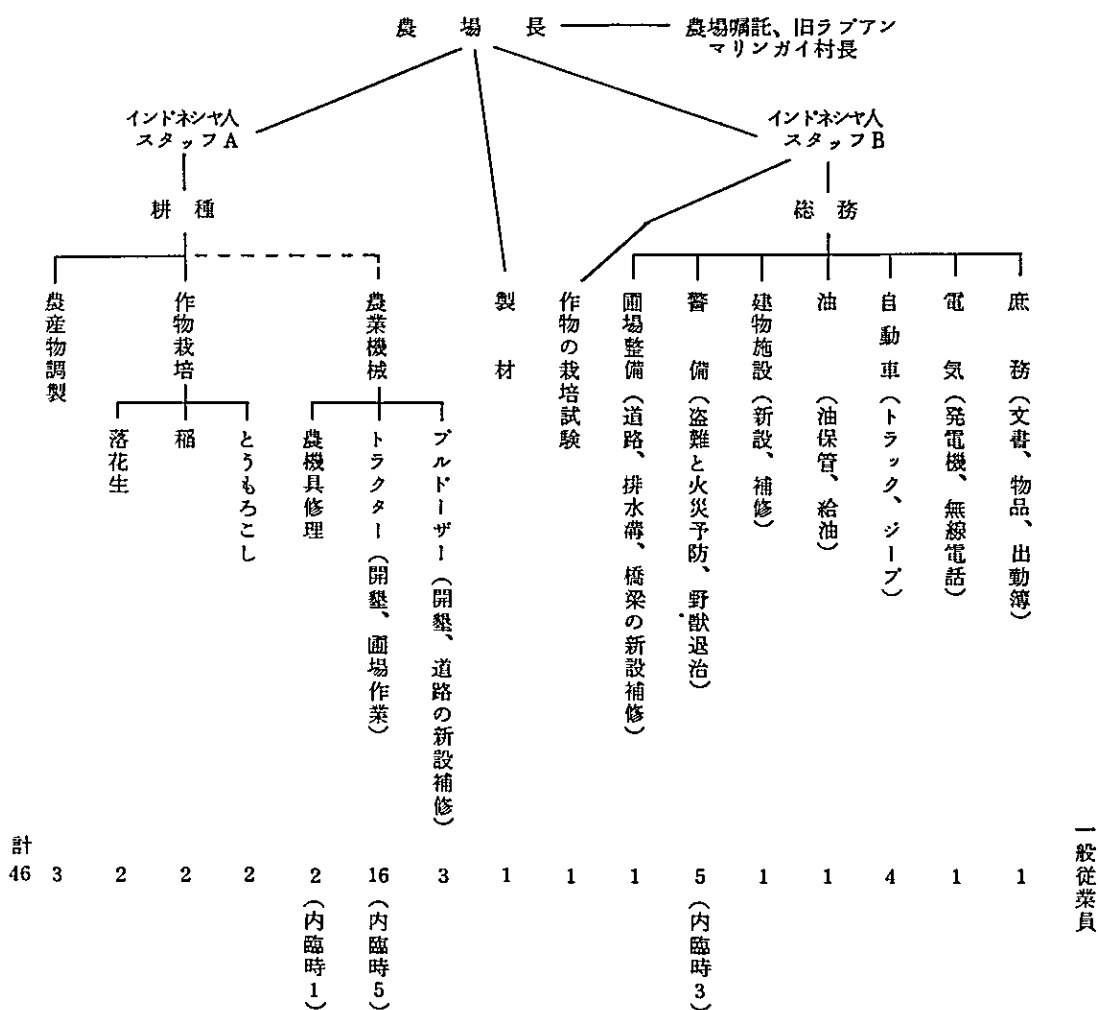 農場長
農場嘱託、旧ラブアン
マリンガイ村長
インドネシヤ人
スタッフA
インドネシヤ人
スタッフB
耕種
総務
農産物調製
作物栽培
農業機械
製材
作物の栽培試験
圃場整備(道路、排水溝、橋梁の新設補修)
警備(盗難と火災予防、野獣退治)
建物施設(新設、補修)
油(油保管、給油)
自動車(トラック、ジープ)
電気(発電機、無線電話)
庶務(文書、物品、出勤簿)
落花生
稲
とうもろこし
農機具修理
トラクター(開墾、圃場作業)
ブルドーザー(開墾、道路の新設補修)
一般従業員
計
46 3 2 2 2 2 16 3 1 1 1 5 1 1 4 1 1
(内臨時1)
(内臨時5)
(内臨時3)